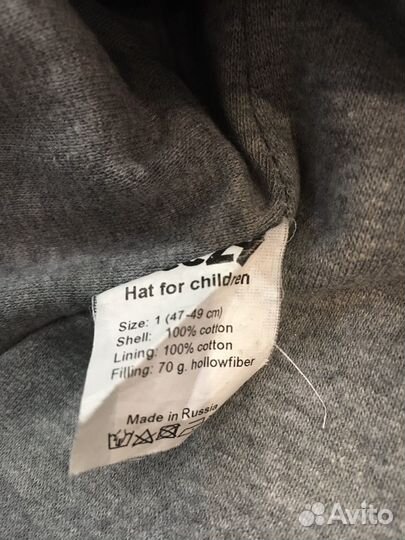 Hat for children
Size: 1 (47-49 cm)
Shell: 100% cotton
Lining: 100% cotton
Filling: 70 g. hollowfiber
Made in Russia
Avito